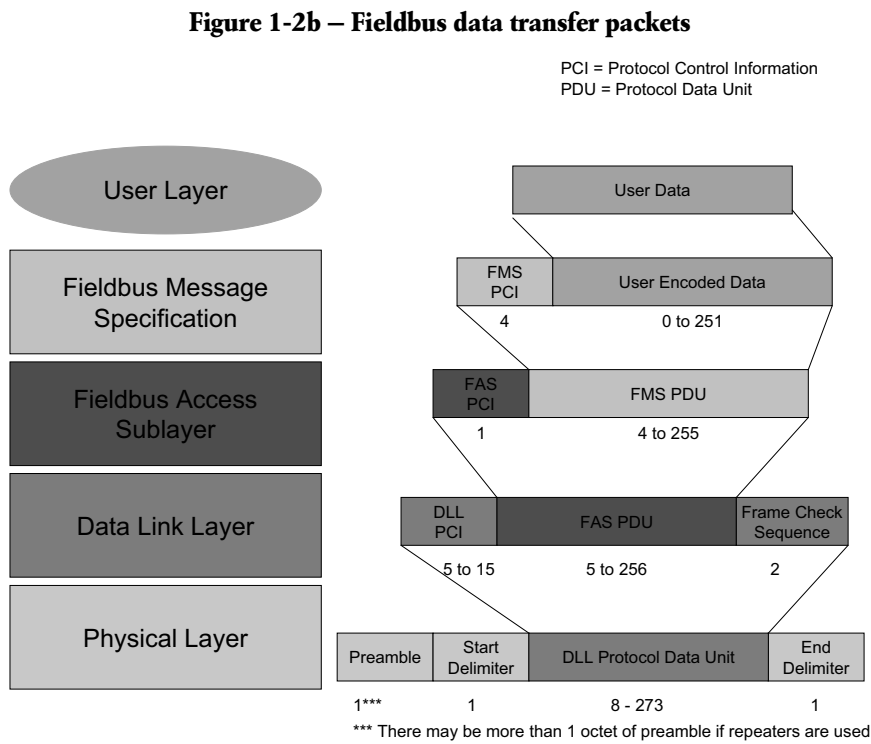 Figure 1-2b – Fieldbus data transfer packets
PCI = Protocol Control Information
PDU = Protocol Data Unit
User Layer
User Data
Fieldbus Message
Specification
FMS
PCI
User Encoded Data
4
0 to 251
Fieldbus Access
Sublayer
FAS
PCI
FMS PDU
1
4 to 255
Data Link Layer
DLL
PCI
FAS PDU
Frame Check
Sequence
5 to 15
5 to 256
2
Physical Layer
Preamble
Start
Delimiter
DLL Protocol Data Unit
End
Delimiter
1***
1
8 - 273
1
*** There may be more than 1 octet of preamble if repeaters are used